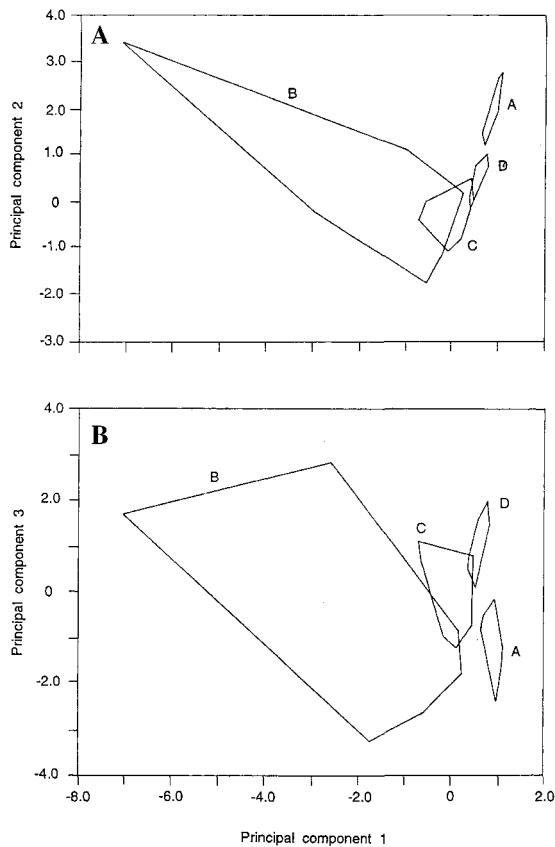 A
4.0
3.0
2.0
1.0
0
-1.0
-2.0
-3.0
Principal component 2
B
A
D
C
B
4.0
2.0
0
-2.0
-4.0
Principal component 3
B
C
D
A
-8.0 -6.0 -4.0 -2.0 0 2.0
Principal component 1